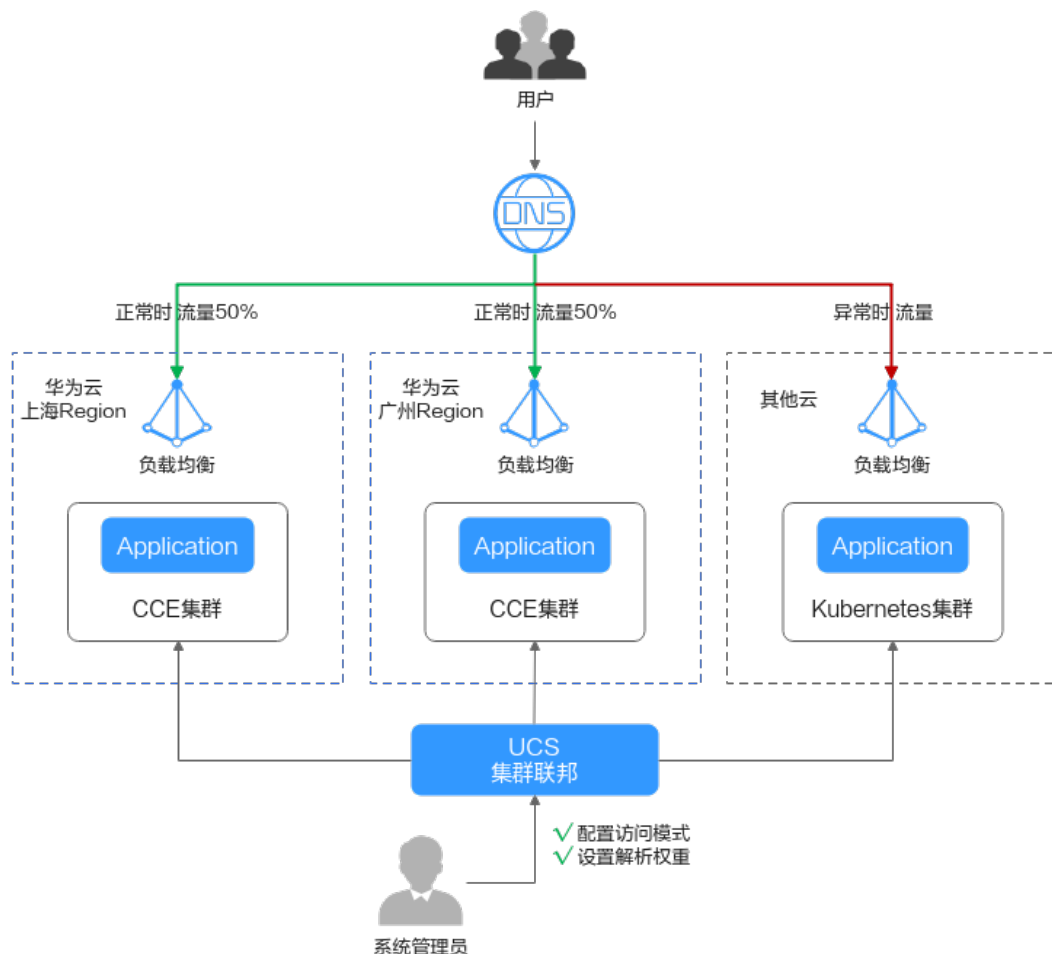 用户
DNS
正常时 流量50%
正常时 流量50%
异常时 流量
华为云
上海Region
负载均衡
Application
CCE集群
华为云
广州Region
负载均衡
Application
CCE集群
其他云
负载均衡
Application
Kubernetes集群
UCS
集群联邦
√ 配置访问模式
√ 设置解析权重
系统管理员